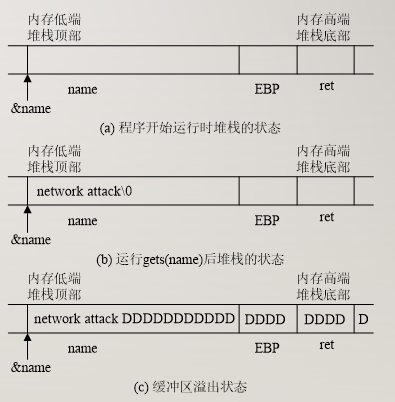 内存低端 内存高端
堆栈顶部 堆栈底部
name EBP ret
&name
(a) 程序开始运行时堆栈的状态
内存低端 内存高端
堆栈顶部 堆栈底部
network attack\0
name EBP ret
&name
(b) 运行gets(name)后堆栈的状态
内存低端 内存高端
堆栈顶部 堆栈底部
network attack DDDDDDDDDDD DDDD DDDD D
name EBP ret
&name
(c) 缓冲区溢出状态